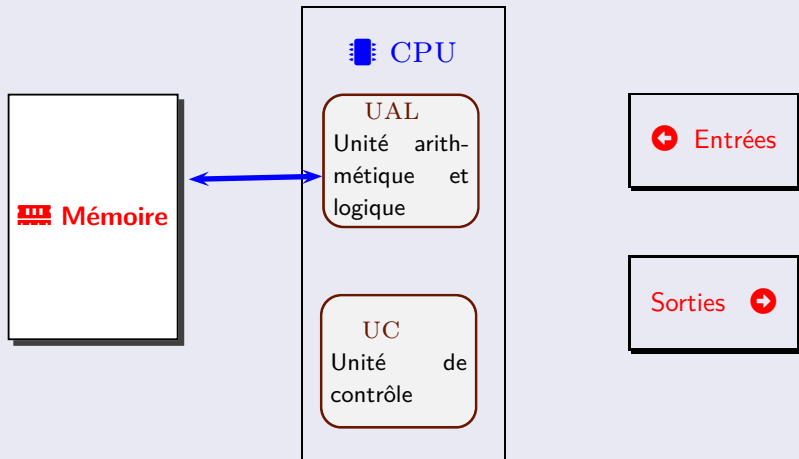 CPU
UAL
Unité arith-
métique et
logique
Mémoire
UC
Unité de
contrôle
Entrées
Sorties